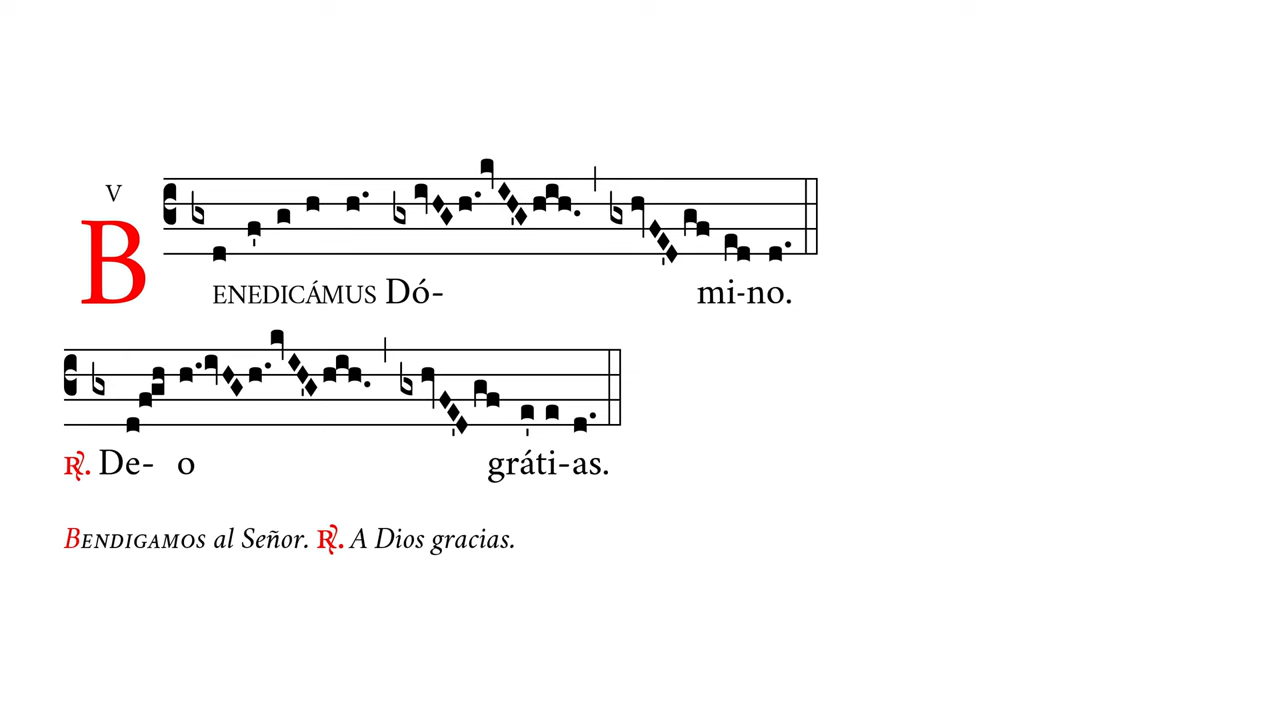 V
BENEDICÁMUS Dó- mi-no.
℟. De- o gráti-as.
BENDIGAMOS al Señor. ℟. A Dios gracias.